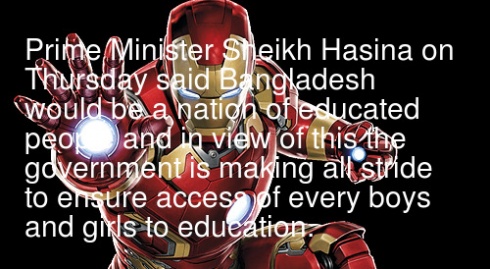 Prime Minister Sheikh Hasina on
Thursday said Bangladesh
would be a nation of educated
people and in view of this the
government is making all stride
to ensure access of every boys
and girls to education.